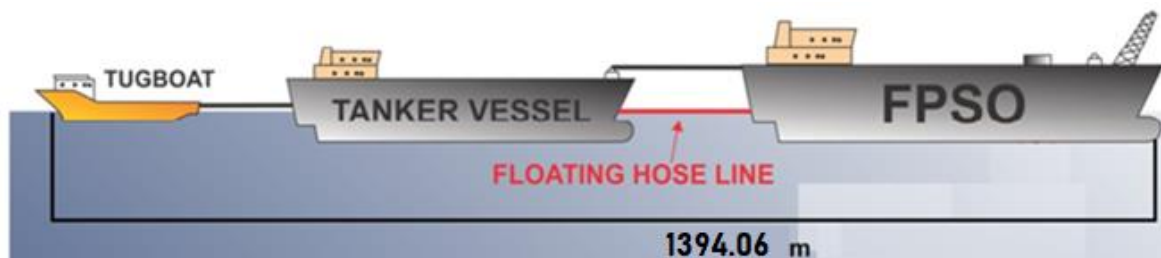 TUGBOAT
TANKER VESSEL
FPSO
FLOATING HOSE LINE
1394.06 m